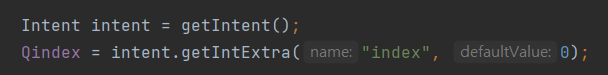 Intent intent = getIntent();
Qindex = intent.getIntExtra( name: "index", defaultValue: 0);